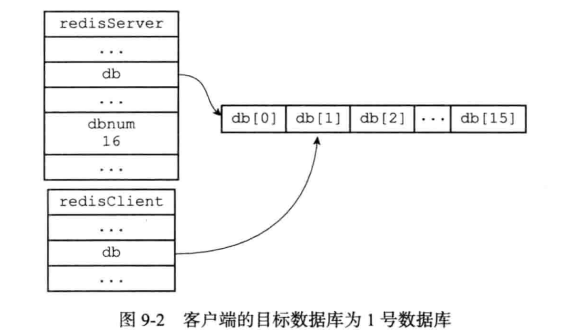 redisServer
...
db
...
dbnum
16
...
db[0] db[1] db[2] ... db[15]
redisClient
...
db
...
图 9-2 客户端的目标数据库为 1 号数据库